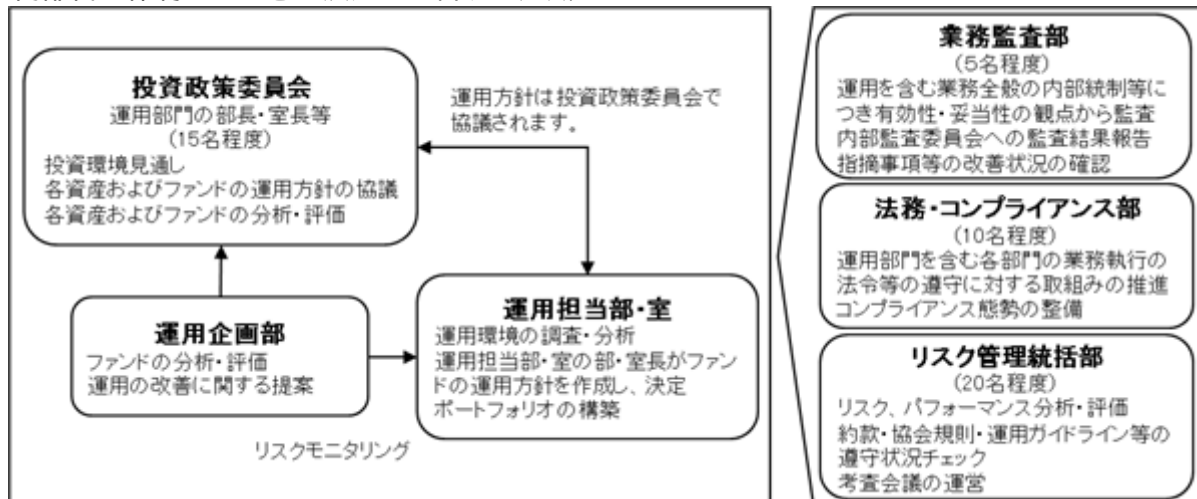 投資政策委員会
運用部門の部長・室長等
(15名程度)
投資環境見通し
各資産およびファンドの運用方針の協議
各資産およびファンドの分析・評価
運用方針は投資政策委員会で
協議されます。
運用企画部
ファンドの分析・評価
運用の改善に関する提案
運用担当部・室
運用環境の調査・分析
運用担当部・室の部・室長がファン
ドの運用方針を作成し、決定
ポートフォリオの構築
リスクモニタリング
業務監査部
(5名程度)
運用を含む業務全般の内部統制等に
つき有効性・妥当性の観点から監査
内部監査委員会への監査結果報告
指摘事項等の改善状況の確認
法務・コンプライアンス部
(10名程度)
運用部門を含む各部門の業務執行の
法令等の遵守に対する取組みの推進
コンプライアンス態勢の整備
リスク管理統括部
(20名程度)
リスク、パフォーマンス分析・評価
約款・協会規則・運用ガイドライン等の
遵守状況チェック
考査会議の運営